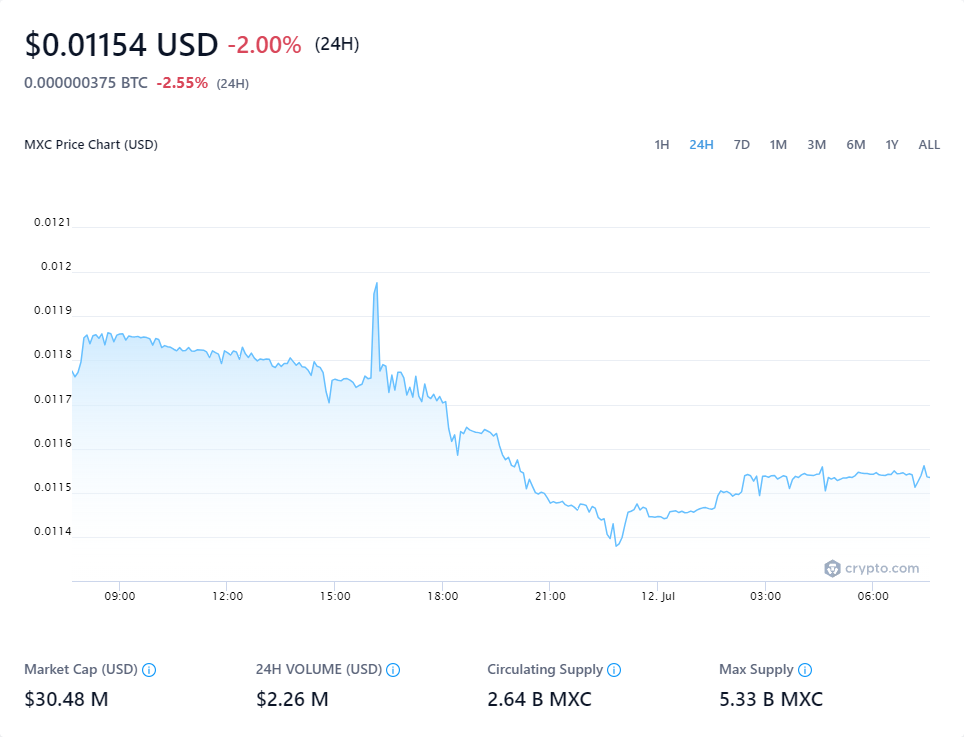 $0.01154 USD -2.00% (24H)
0.000000375 BTC -2.55% (24H)
MXC Price Chart (USD) 1H 24H 7D 1M 3M 6M 1Y ALL
0.0121
0.012
0.0119
0.0118
0.0117
0.0116
0.0115
0.0114
crypto.com
09:00 12:00 15:00 18:00 21:00 12. Jul 03:00 06:00
Market Cap (USD) 24H VOLUME (USD) Circulating Supply Max Supply
$30.48 M $2.26 M 2.64 B MXC 5.33 B MXC